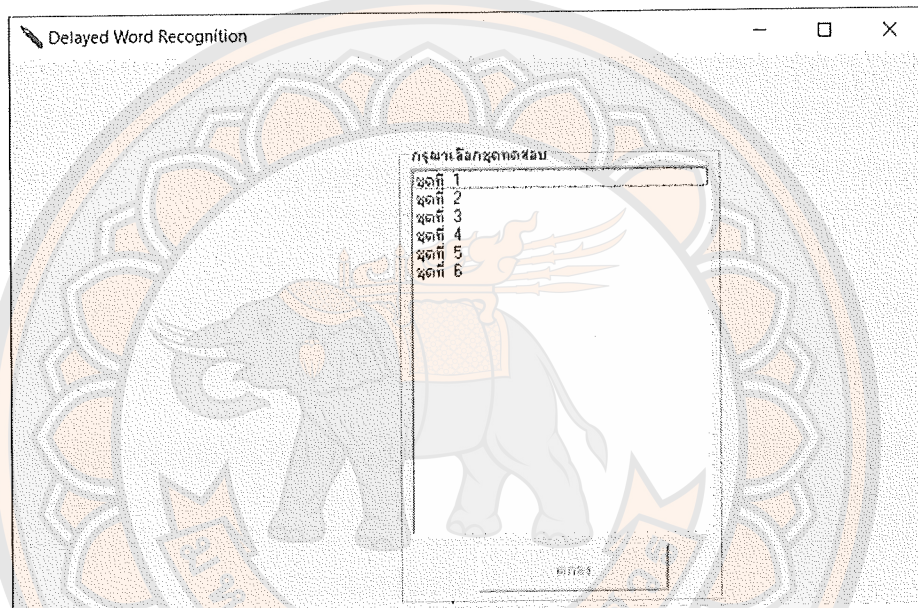 Delayed Word Recognition
กรุณาเลือกชุดทดสอบ
ชุดที่ 1
ชุดที่ 2
ชุดที่ 3
ชุดที่ 4
ชุดที่ 5
ชุดที่ 6
ตกลง